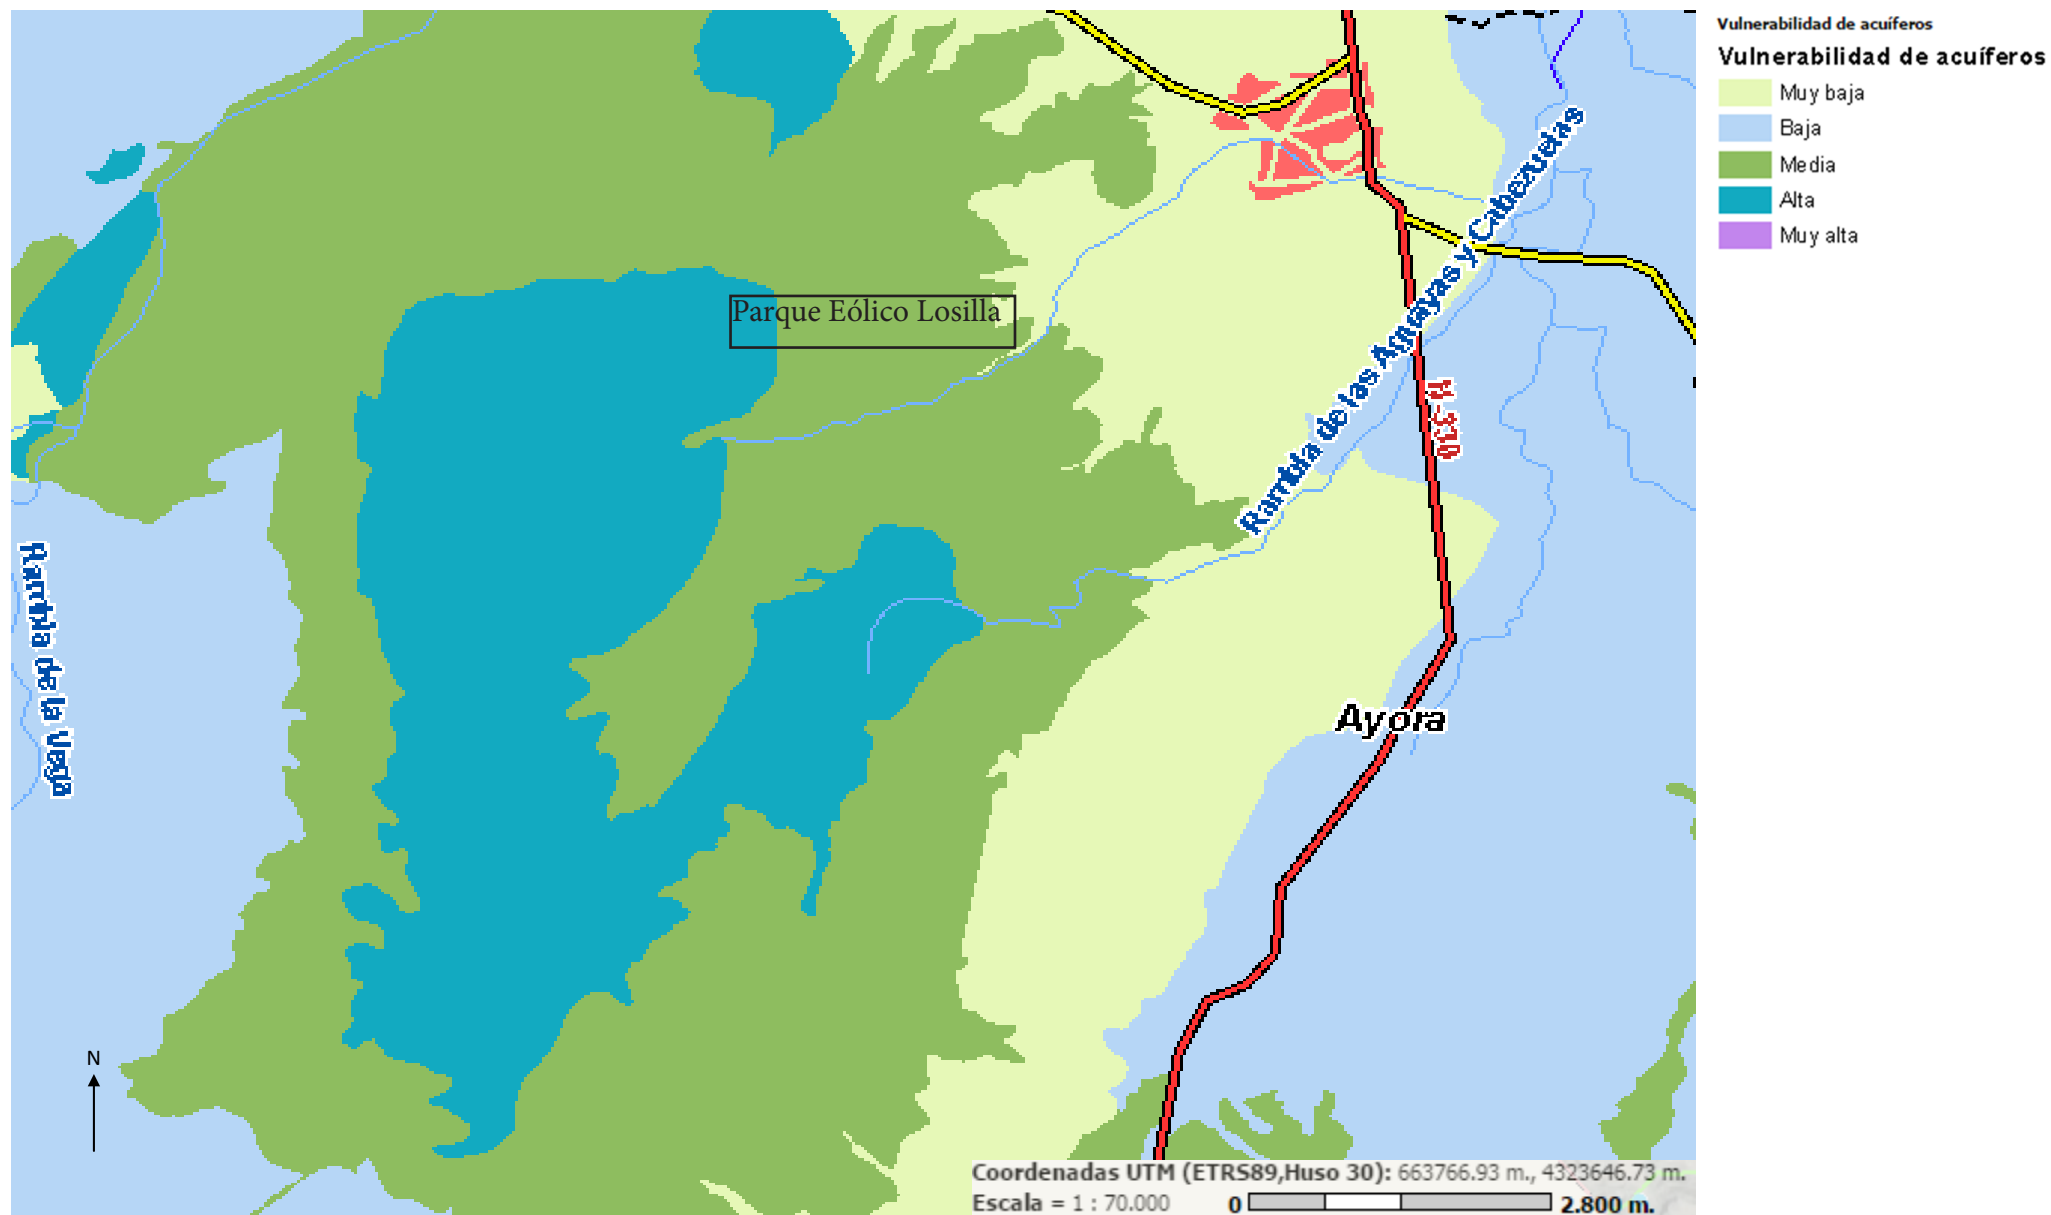 Vulnerabilidad de acuíferos
Vulnerabilidad de acuíferos
Muy baja
Baja
Media
Alta
Muy alta
Rambla de las Arguayas y Cabezuelas
Parque Eólico Losilla
N-330
Rambla de la Vega
Ayora
N
Coordenadas UTM (ETRS89,Huso 30): 663766.93 m., 4323646.73 m.
Escala = 1 : 70.000
0
2.800 m.